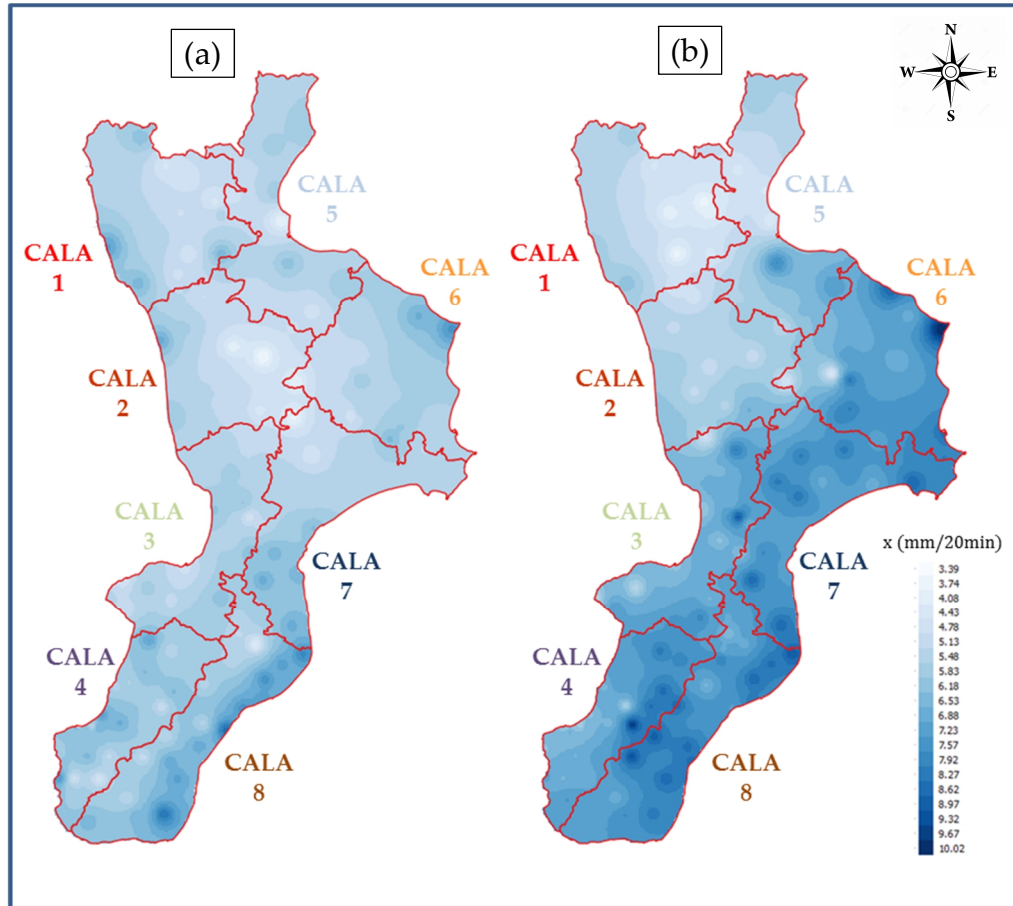 (a)
(b)
N
W E
S
CALA
5
CALA
5
CALA
1
CALA
6
CALA
1
CALA
6
CALA
2
CALA
2
CALA
3
CALA
3
CALA
7
CALA
7
CALA
4
CALA
4
CALA
8
CALA
8
x (mm/20min)
3.39
3.74
4.08
4.43
4.78
5.13
5.48
5.83
6.18
6.53
6.88
7.23
7.57
7.92
8.27
8.62
8.97
9.32
9.67
10.02